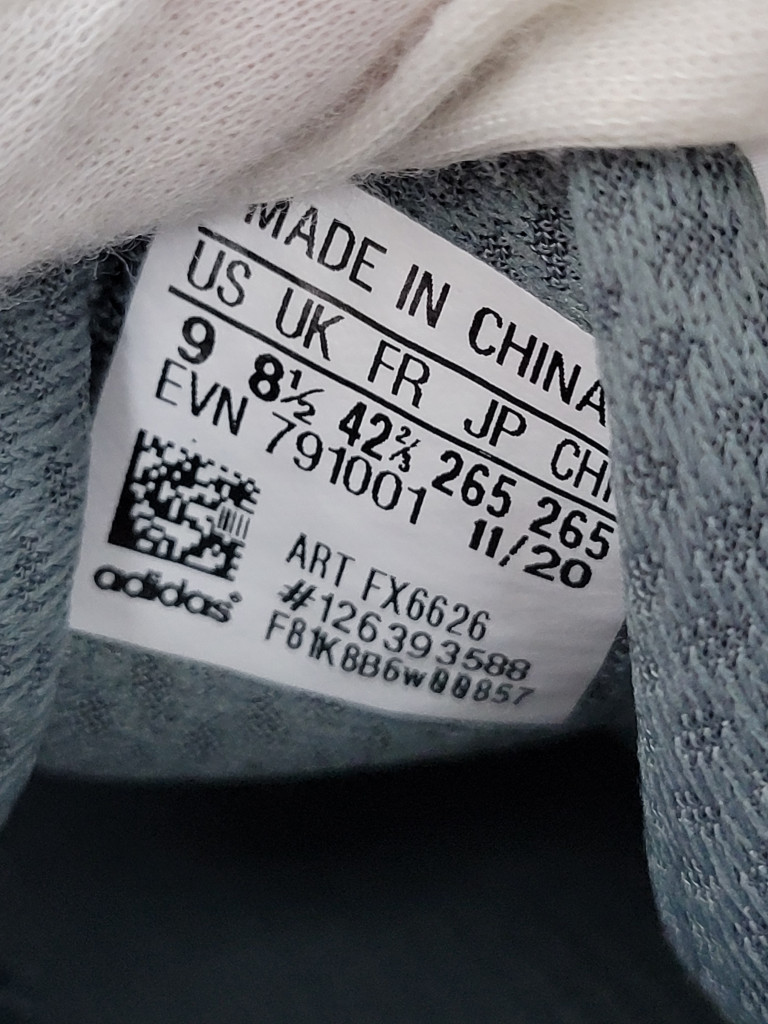 MADE IN CHINA
US UK FR JP CH
9 8½ 42⅔ 265 265
EVN 791001 11/20
ART FX6626
#126393588
F81K8B6w00857
adidas